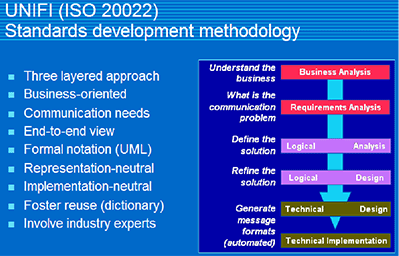 UNIFI (ISO 20022)
Standards development methodology
Three layered approach
Business-oriented
Communication needs
End-to-end view
Formal notation (UML)
Representation-neutral
Implementation-neutral
Foster reuse (dictionary)
Involve industry experts
Understand the
business
Business Analysis
What is the
communication
problem
Requirements Analysis
Define the
solution
Logical Analysis
Refine the
solution
Logical Design
Generate
message
formats
(automated)
Technical Design
Technical Implementation